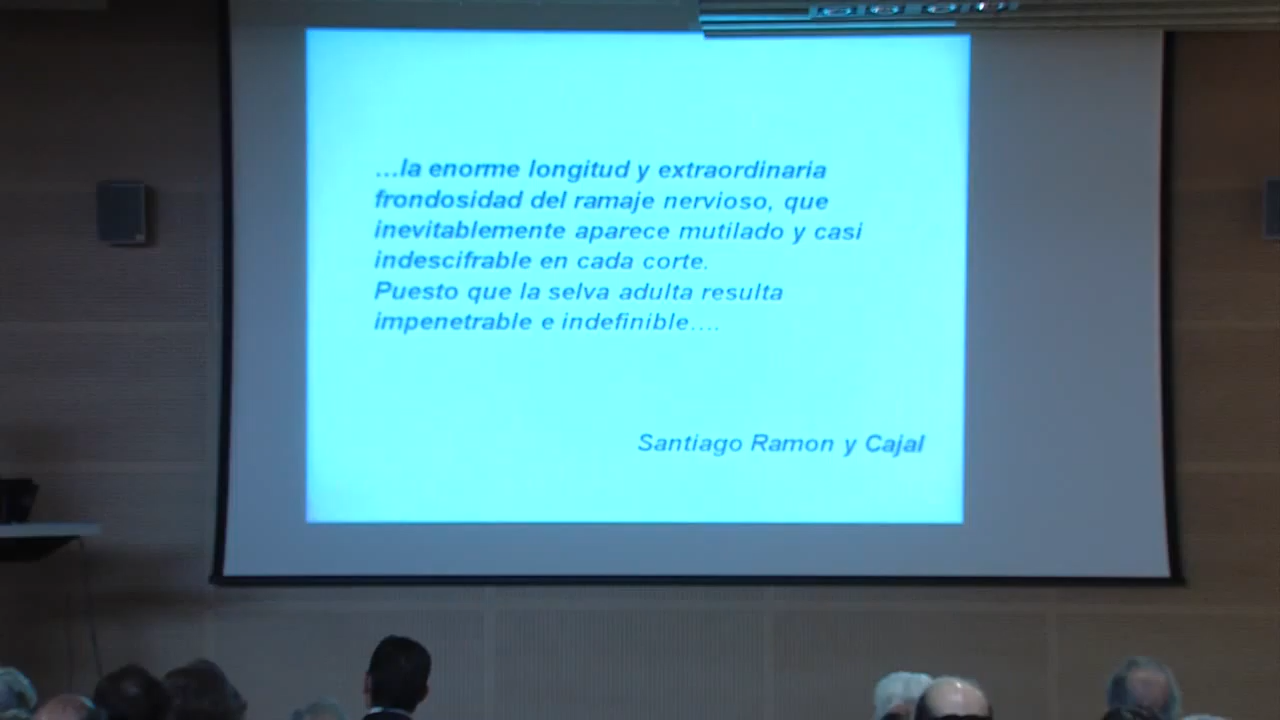 ...la enorme longitud y extraordinaria
frondosidad del ramaje nervioso, que
inevitablemente aparece mutilado y casi
indescifrable en cada corte.
Puesto que la selva adulta resulta
impenetrable e indefinible....
Santiago Ramon y Cajal